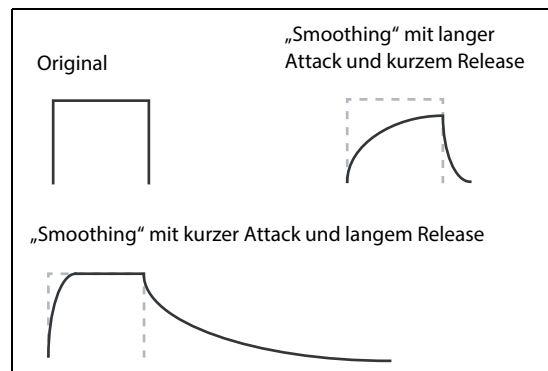 Original
„Smoothing“ mit langer
Attack und kurzem Release
„Smoothing“ mit kurzer Attack und langem Release